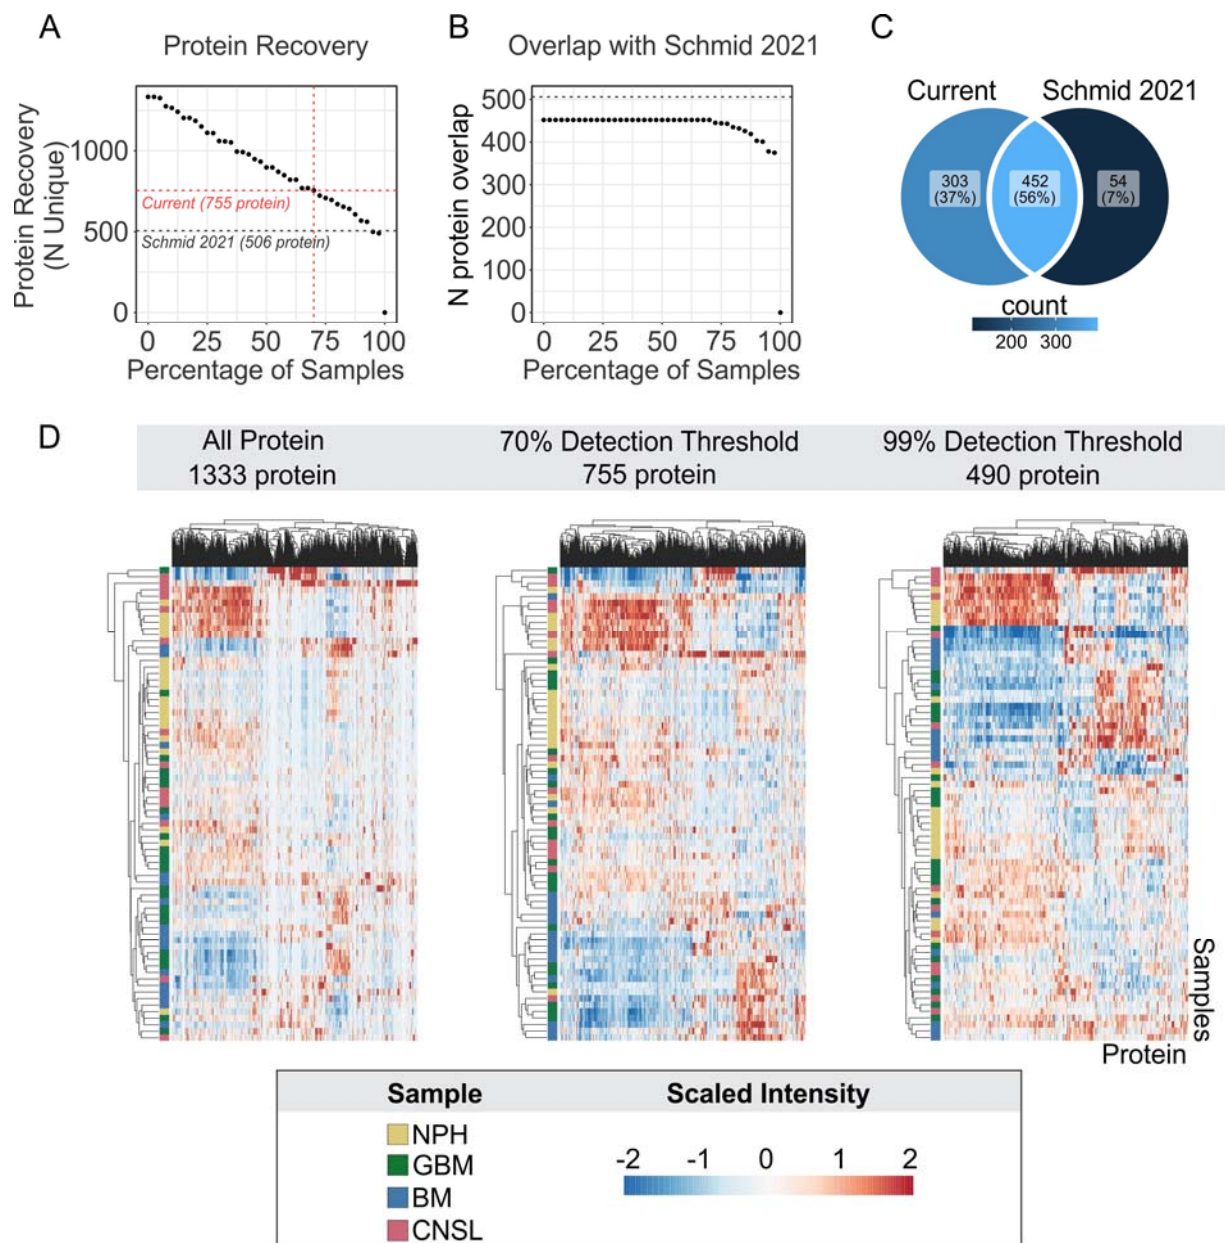 A
Protein Recovery
Protein Recovery
(N Unique)
1000
500
0
Current (755 protein)
Schmid 2021 (506 protein)
0 25 50 75 100
Percentage of Samples
B
Overlap with Schmid 2021
N protein overlap
500
400
300
200
100
0
0 25 50 75 100
Percentage of Samples
C
Current Schmid 2021
303
(37%)
452
(56%)
54
(7%)
count
200 300
D
All Protein
1333 protein
70% Detection Threshold
755 protein
99% Detection Threshold
490 protein
Samples
Protein
Sample
NPH
GBM
BM
CNSL
Scaled Intensity
-2 -1 0 1 2